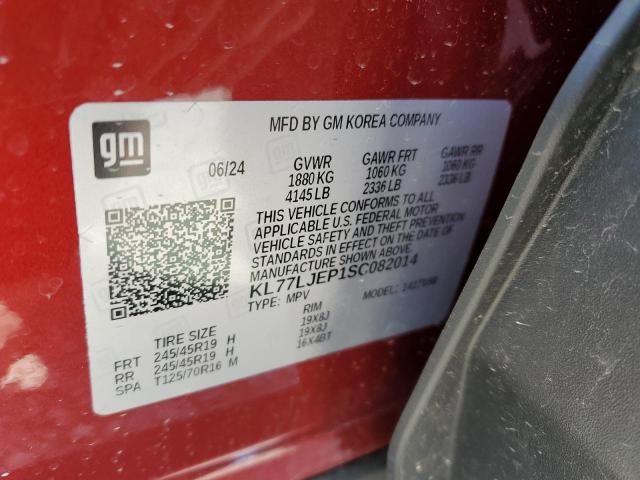 gm
MFD BY GM KOREA COMPANY
06/24 GVWR GAWR FRT GAWR RR
1880 KG 1060 KG 1060 KG
4145 LB 2336 LB 2336 LB
THIS VEHICLE CONFORMS TO ALL
APPLICABLE U.S. FEDERAL MOTOR
VEHICLE SAFETY AND THEFT PREVENTION
STANDARDS IN EFFECT ON THE DATE OF
MANUFACTURE SHOWN ABOVE.
KL77LJEP1SC082014
TYPE: MPV MODEL:
TIRE SIZE RIM
FRT 245/45R19 H 19X8J
RR 245/45R19 H 19X8J
SPA T125/70R16 M 16X4BT